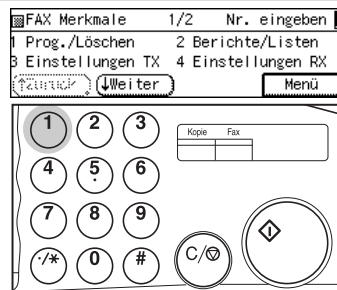 FAX Merkmale 1/2 Nr. eingeben
1 Prog./Löschen 2 Berichte/Listen
3 Einstellungen TX 4 Einstellungen RX
↑Zurück ↓Weiter Menü
1 2 3
Kopie Fax
4 5 6
7 8 9
·/* 0 # C/